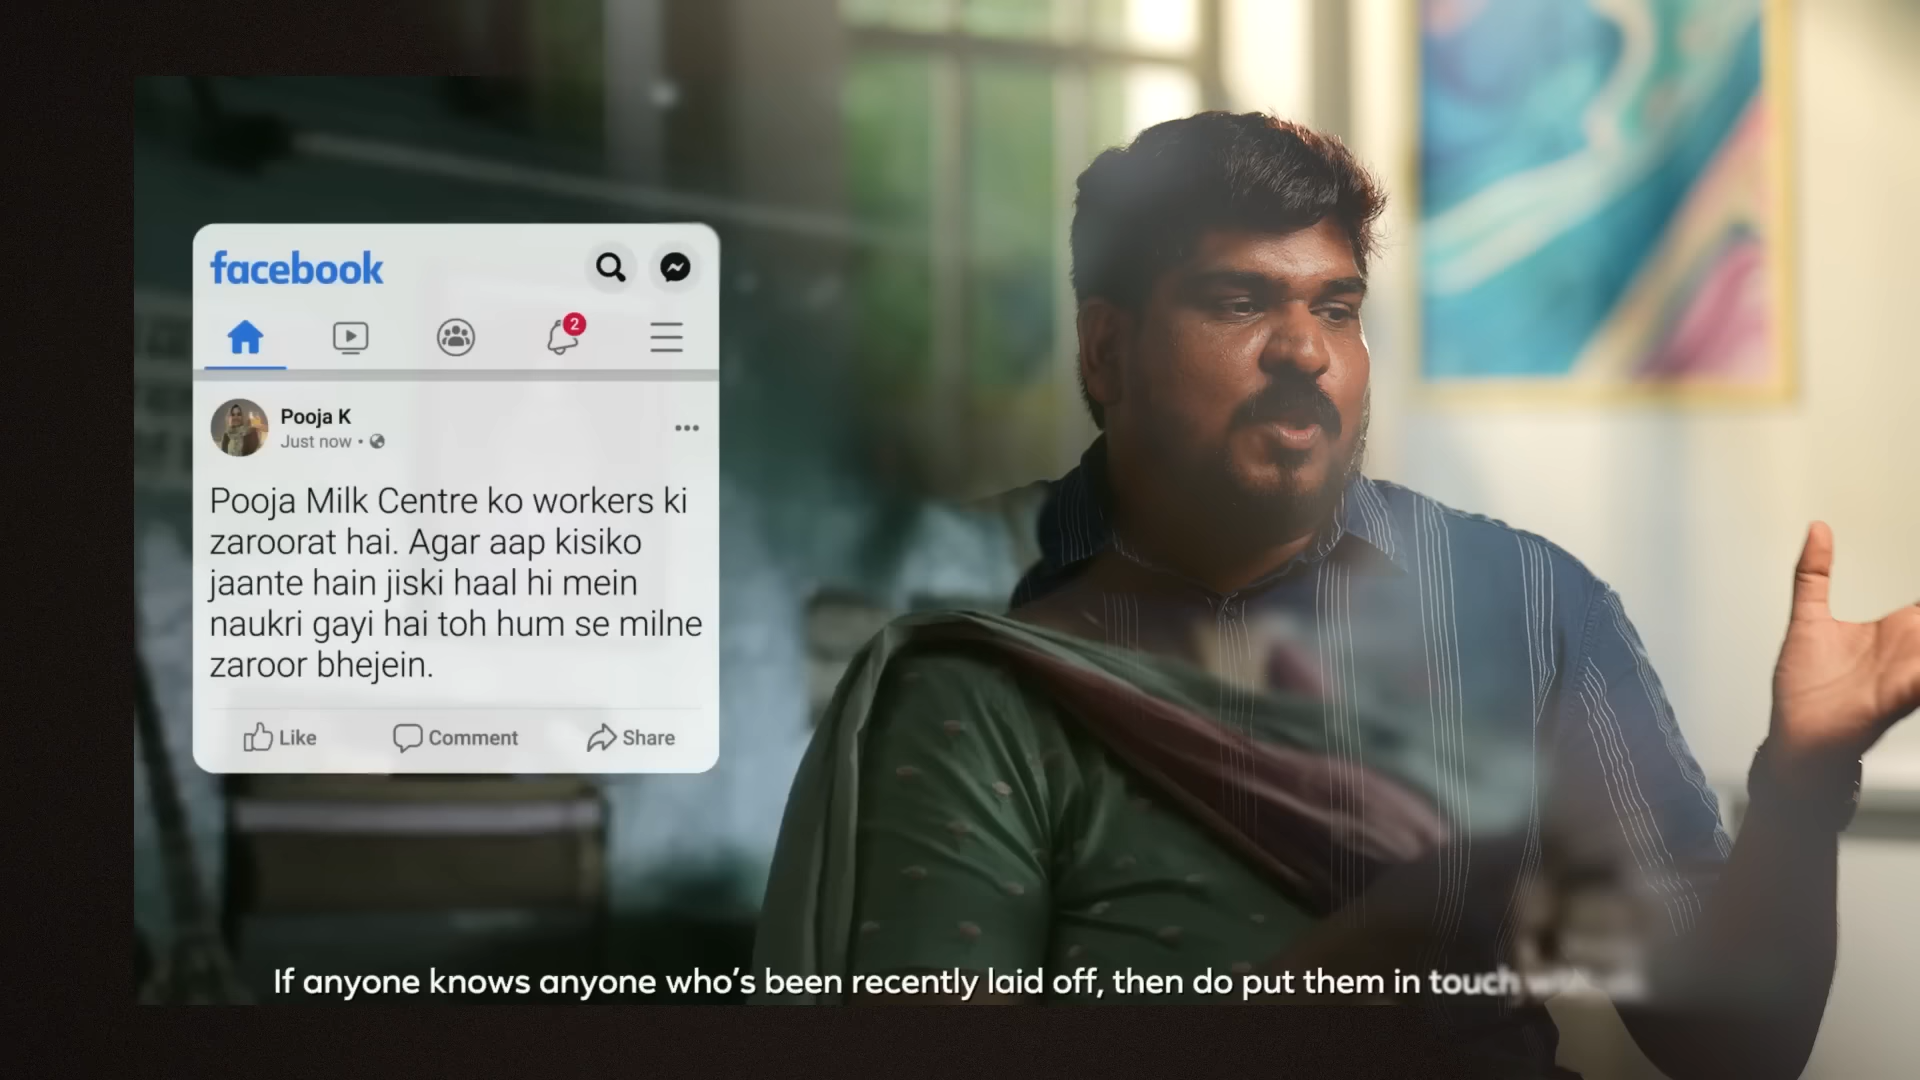 facebook
2
Pooja K
Just now •
Pooja Milk Centre ko workers ki
zaroorat hai. Agar aap kisiko
jaante hain jiski haal hi mein
naukri gayi hai toh hum se milne
zaroor bhejein.
Like Comment Share
If anyone knows anyone who's been recently laid off, then do put them in touch